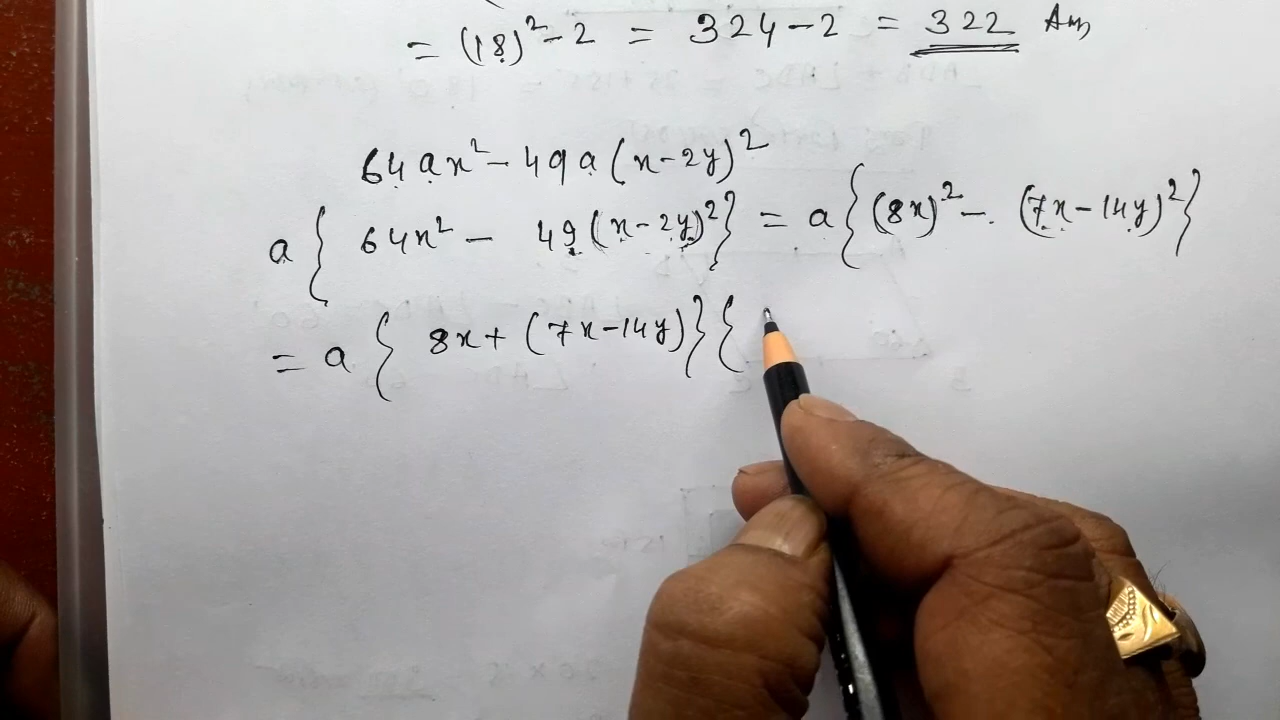 = (18)² - 2 = 324 - 2 = 322 Ans
64ax² - 49a(x-2y)²
a{ 64x² - 49(x-2y)²} = a{(8x)² - (7x-14y)²}
= a{ 8x + (7x-14y)}{